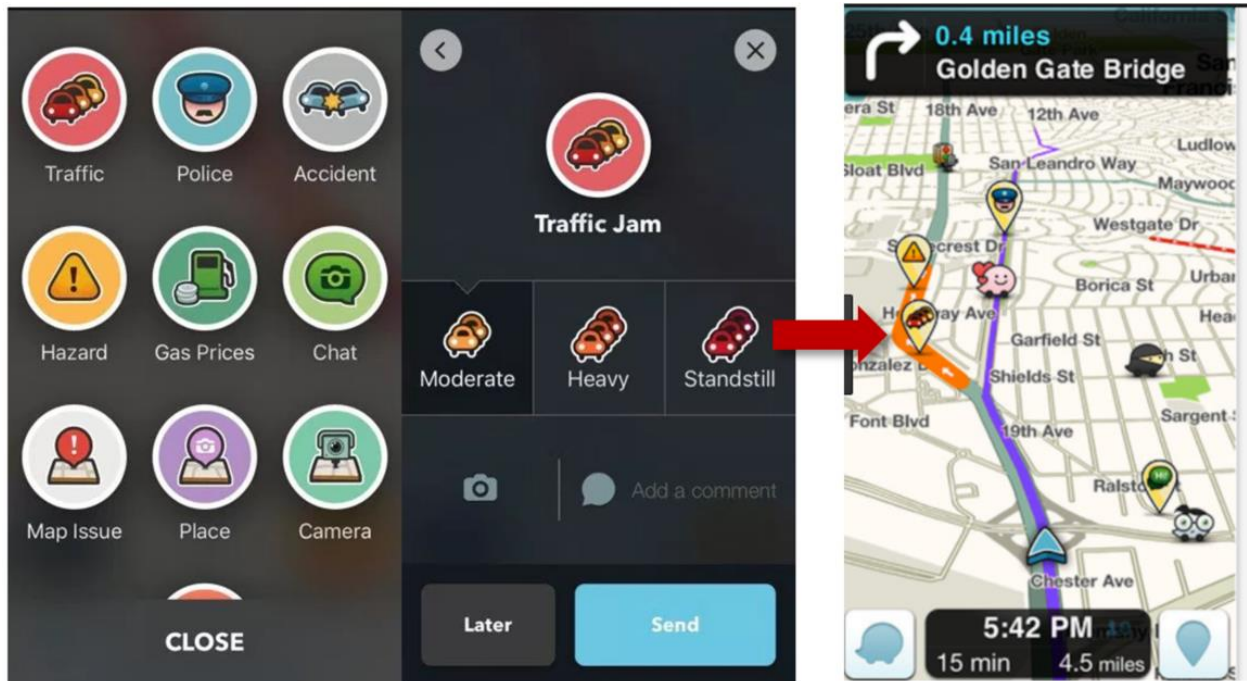 Traffic
Police
Accident
Hazard
Gas Prices
Chat
Map Issue
Place
Camera
CLOSE
Traffic Jam
Moderate
Heavy
Standstill
Add a comment
Later
Send
0.4 miles
Golden Gate Bridge
18th Ave
12th Ave
Ludlow
Sloat Blvd
San Leandro Way
Maywood
Westgate Dr
Borica St
Urba
Garfield St
Shields St
Font Blvd
19th Ave
Sargent
Chester Ave
5:42 PM
15 min
4.5 miles